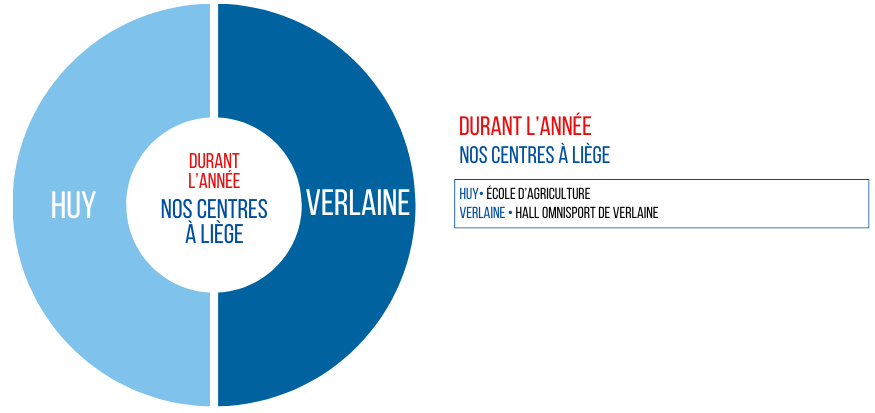 HUY
DURANT
L'ANNÉE
NOS CENTRES
À LIÈGE
VERLAINE
DURANT L'ANNÉE
NOS CENTRES À LIÈGE
HUY• ÉCOLE D'AGRICULTURE
VERLAINE • HALL OMNISPORT DE VERLAINE